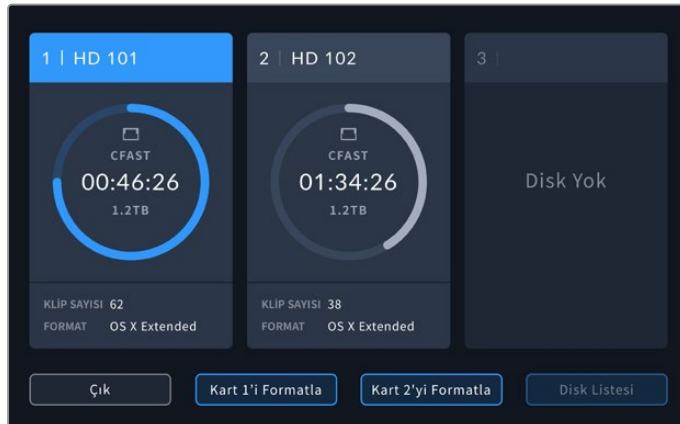 1 | HD 101
CFAST
00:46:26
1.2TB
KLİP SAYISI 62
FORMAT OS X Extended
2 | HD 102
CFAST
01:34:26
1.2TB
KLİP SAYISI 38
FORMAT OS X Extended
3 |
Disk Yok
Çık
Kart 1'i Formatla
Kart 2'yi Formatla
Disk Listesi